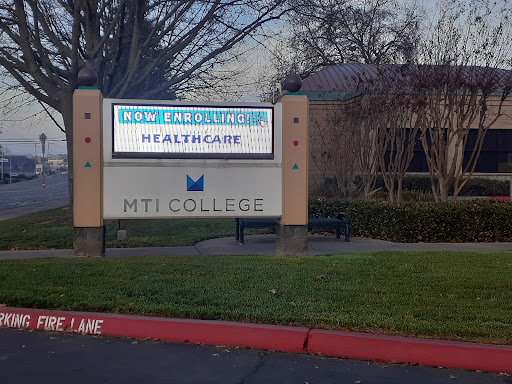 NOW ENROLLING!
HEALTHCARE
MTI COLLEGE
RKING FIRE LANE